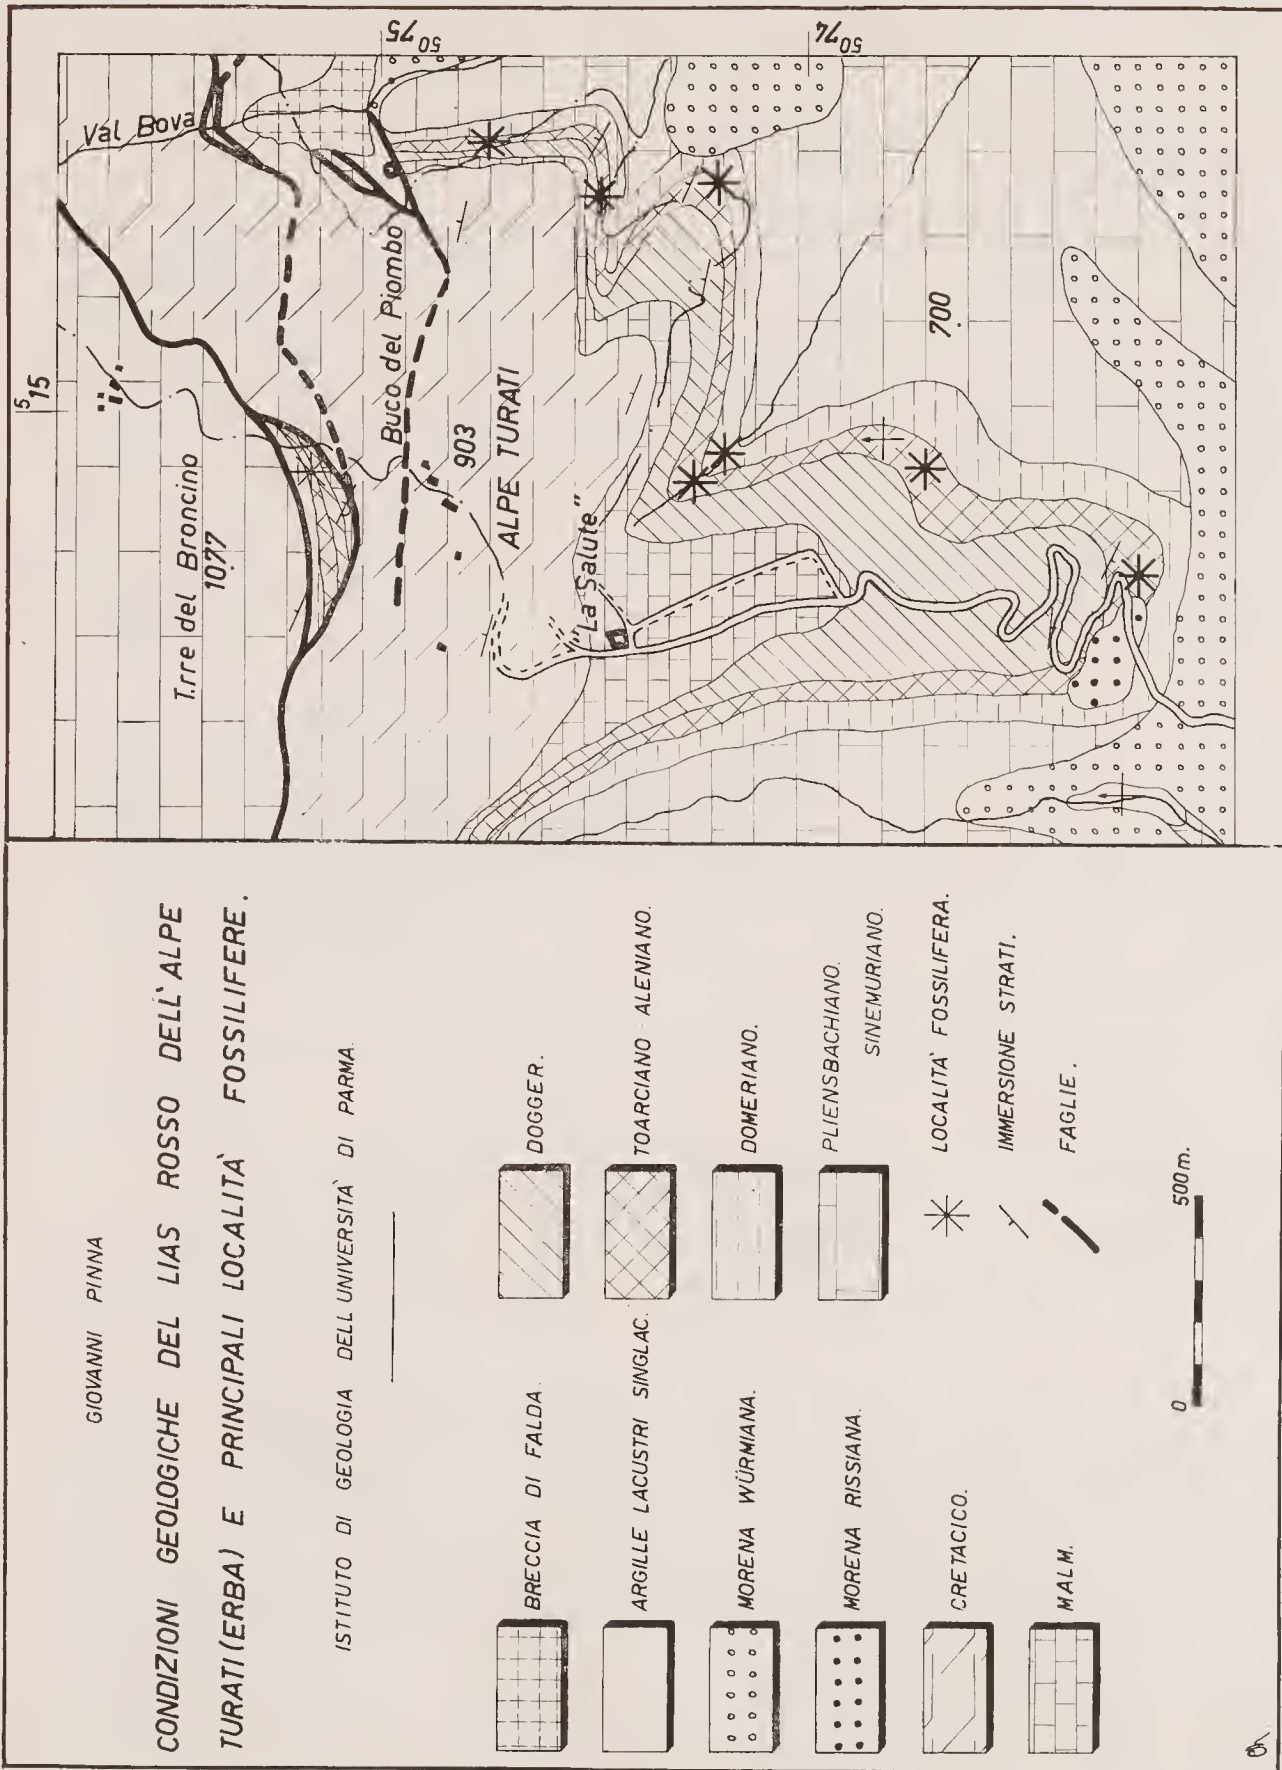 GIOVANNI PINNA
CONDIZIONI GEOLOGICHE DEL LIAS ROSSO DELL'ALPE
TURATI (ERBA) E PRINCIPALI LOCALITÀ FOSSILIFERE.
ISTITUTO DI GEOLOGIA DELL'UNIVERSITÀ DI PARMA.
BRECCIA DI FALDA.
ARGILLE LACUSTRI SINGLAC.
MORENA WÜRMIANA.
MORENA RISSIANA.
CRETACICO.
MALM.
DOGGER.
TOARCIANO-ALENIANO.
DOMERIANO.
PLIENSBACHIANO.
SINEMURIANO.
LOCALITA' FOSSILIFERA.
IMMERSIONE STRATI.
FAGLIE.
0 500 m.
5 15
50 75
50 74
Val Bova
T.rre del Broncino
1077
Buco del Piombo
903
ALPE TURATI
"La Salute"
700